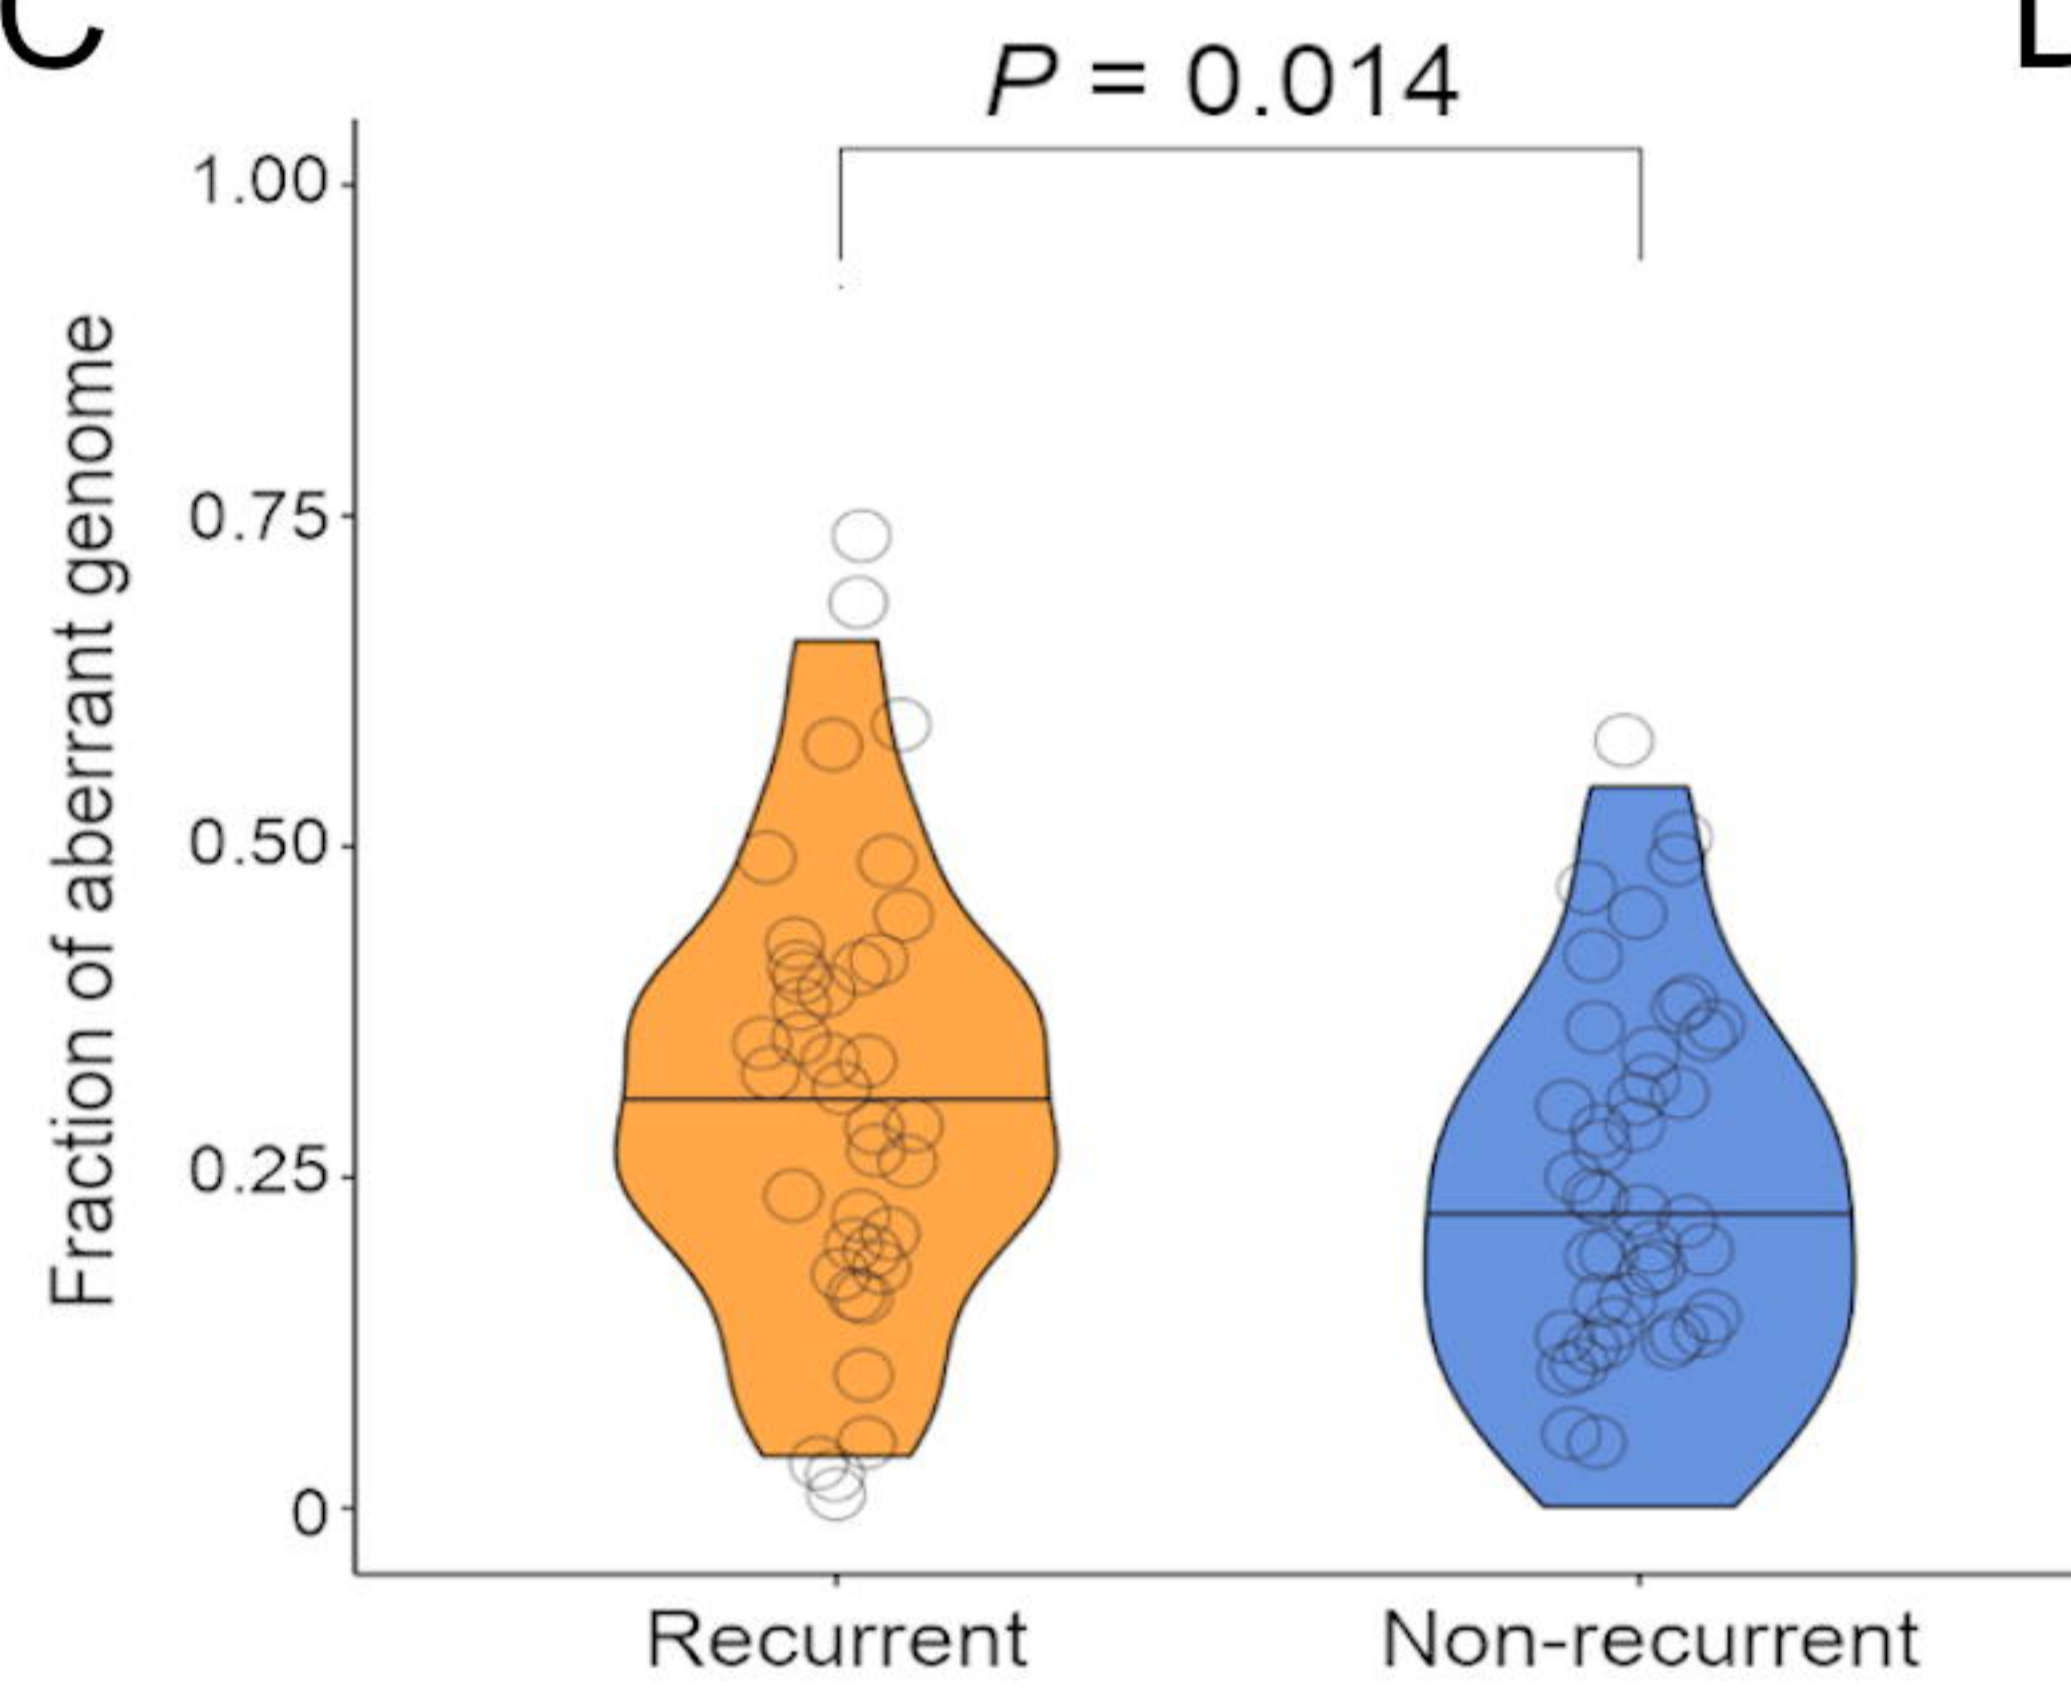 C
P = 0.014
1.00
0.75
0.50
0.25
0
Fraction of aberrant genome
Recurrent
Non-recurrent